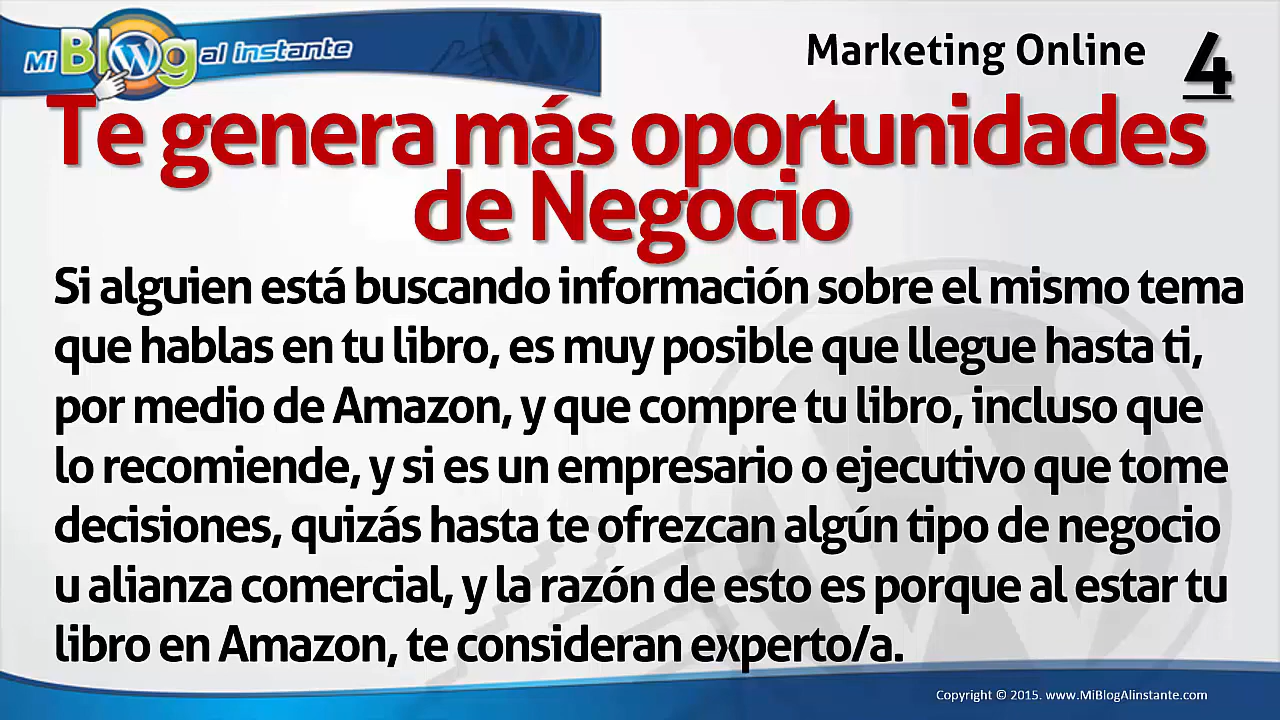 Mi Blog al instante
Marketing Online
4
Te genera más oportunidades
de Negocio
Si alguien está buscando información sobre el mismo tema
que hablas en tu libro, es muy posible que llegue hasta ti,
por medio de Amazon, y que compre tu libro, incluso que
lo recomiende, y si es un empresario o ejecutivo que tome
decisiones, quizás hasta te ofrezcan algún tipo de negocio
u alianza comercial, y la razón de esto es porque al estar tu
libro en Amazon, te consideran experto/a.
Copyright © 2015. www.MiBlogAlinstante.com